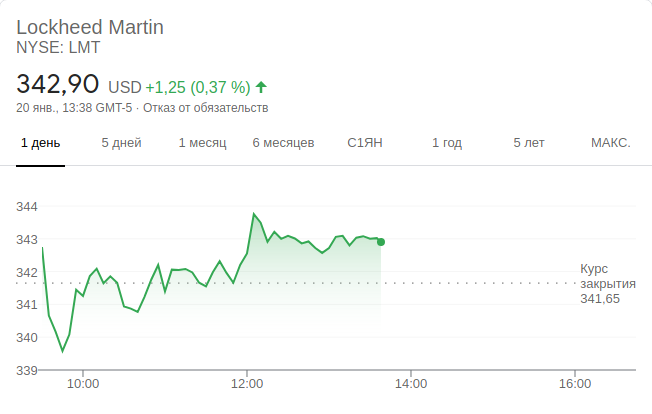 Lockheed Martin
NYSE: LMT
342,90 USD +1,25 (0,37 %)
20 янв., 13:38 GMT-5 · Отказ от обязательств
1 день 5 дней 1 месяц 6 месяцев С1ЯН 1 год 5 лет МАКС.
344
343
342
341
340
339
Курс
закрытия
341,65
10:00 12:00 14:00 16:00